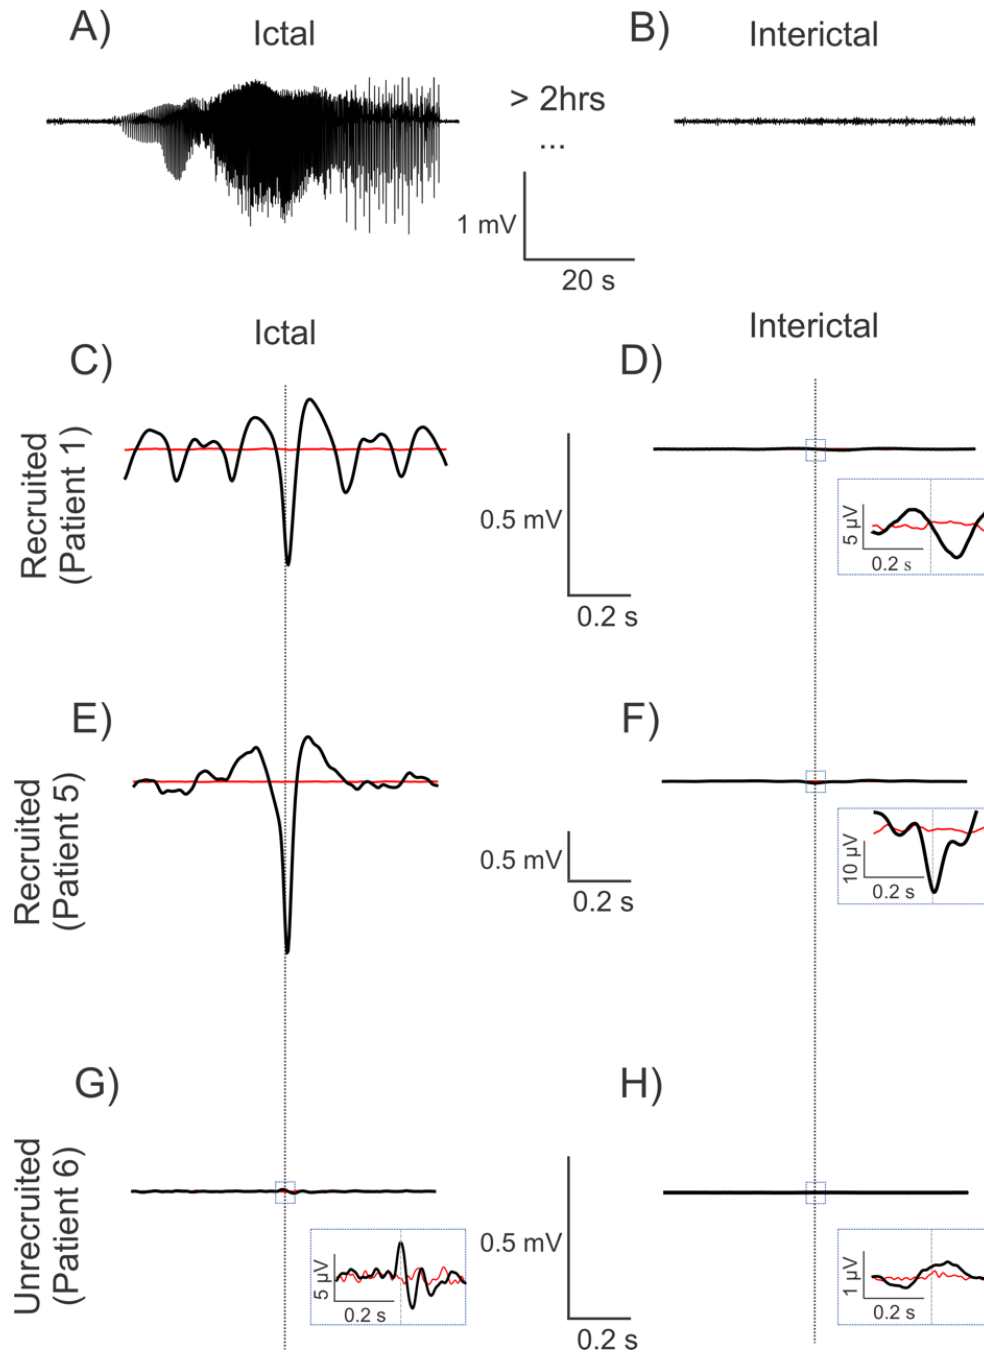 A)
Ictal
B)
Interictal
> 2hrs
...
1 mV
20 s
Ictal
Interictal
C)
D)
Recruited
(Patient 1)
0.5 mV
0.2 s
5 µV
0.2 s
E)
F)
Recruited
(Patient 5)
0.5 mV
0.2 s
10 µV
0.2 s
G)
H)
Unrecruited
(Patient 6)
5 µV
0.2 s
0.5 mV
0.2 s
1 µV
0.2 s